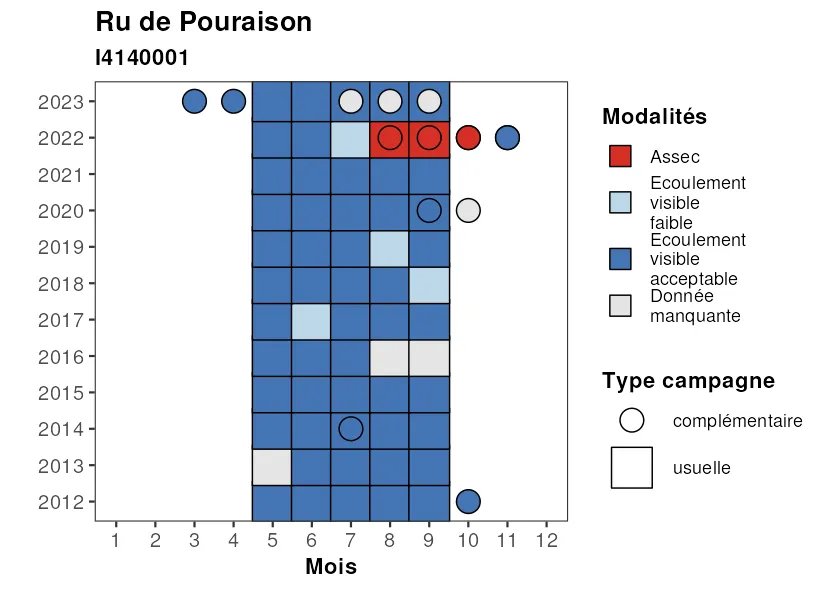 Ru de Pouraison
I4140001
2023
2022
2021
2020
2019
2018
2017
2016
2015
2014
2013
2012
1 2 3 4 5 6 7 8 9 10 11 12
Mois
Modalités
Assec
Ecoulement
visible
faible
Ecoulement
visible
acceptable
Donnée
manquante
Type campagne
complémentaire
usuelle